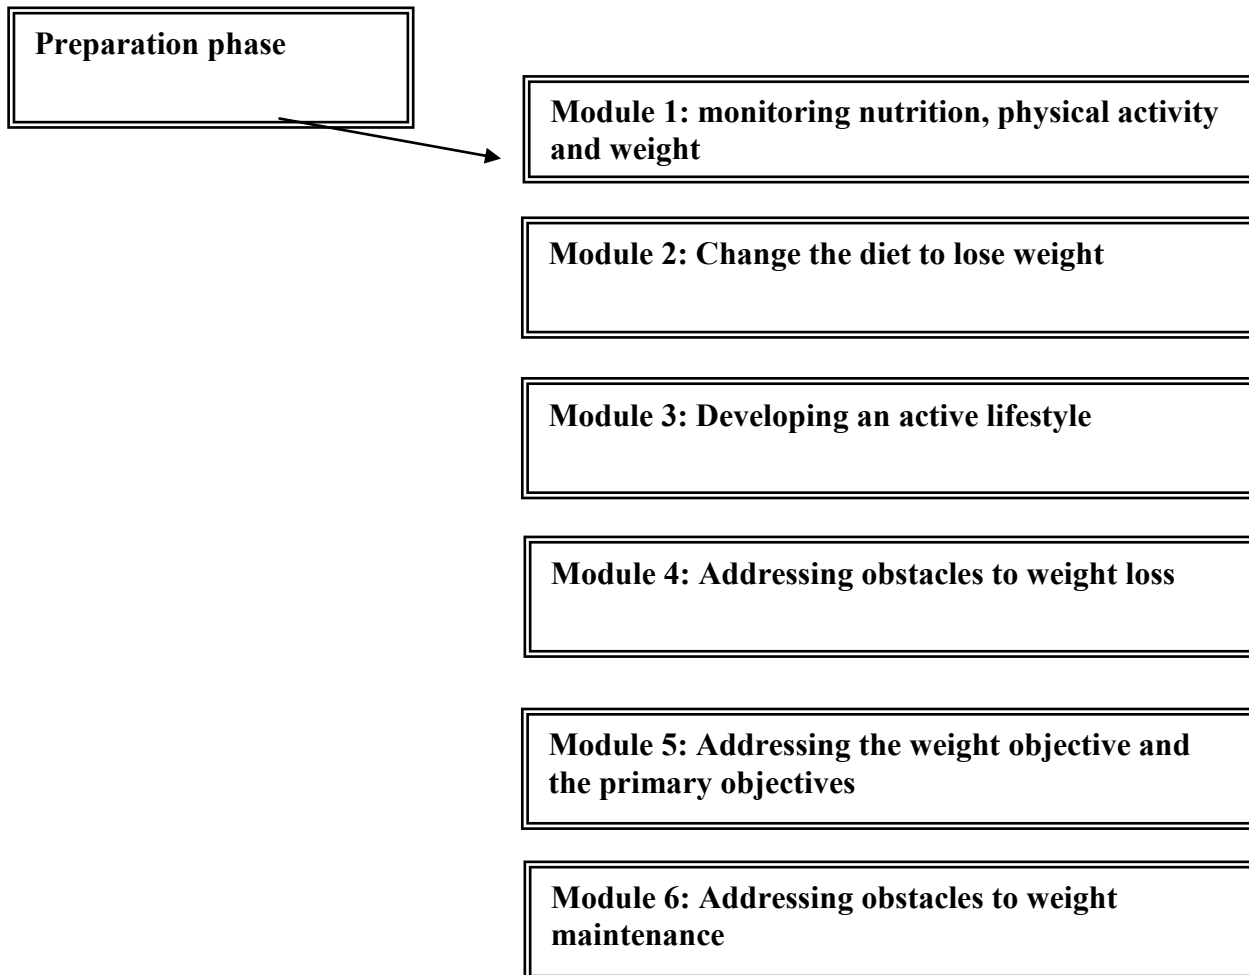 Preparation phase
Module 1: monitoring nutrition, physical activity
and weight
Module 2: Change the diet to lose weight
Module 3: Developing an active lifestyle
Module 4: Addressing obstacles to weight loss
Module 5: Addressing the weight objective and
the primary objectives
Module 6: Addressing obstacles to weight
maintenance